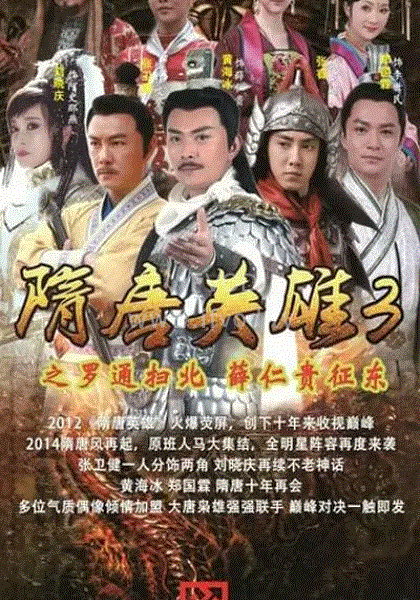 黄海冰
隋唐英雄3
之罗通扫北 薛仁贵征东
2012《隋唐英雄》火爆荧屏，创下十年来收视巅峰
2014隋唐风再起，原班人马大集结，全明星阵容再度来袭
张卫健一人分饰两角 刘晓庆再续不老神话
黄海冰 郑国霖 隋唐十年再会
多位气质偶像倾情加盟 大唐枭雄强强联手 巅峰对决一触即发